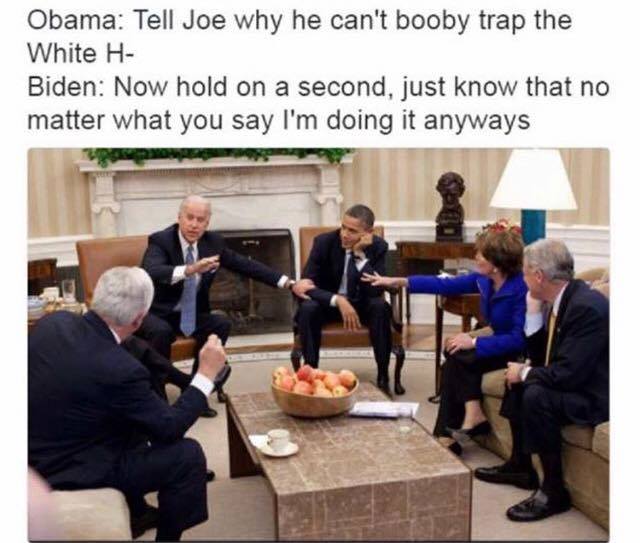 Obama: Tell Joe why he can't booby trap the
White H-
Biden: Now hold on a second, just know that no
matter what you say I'm doing it anyways